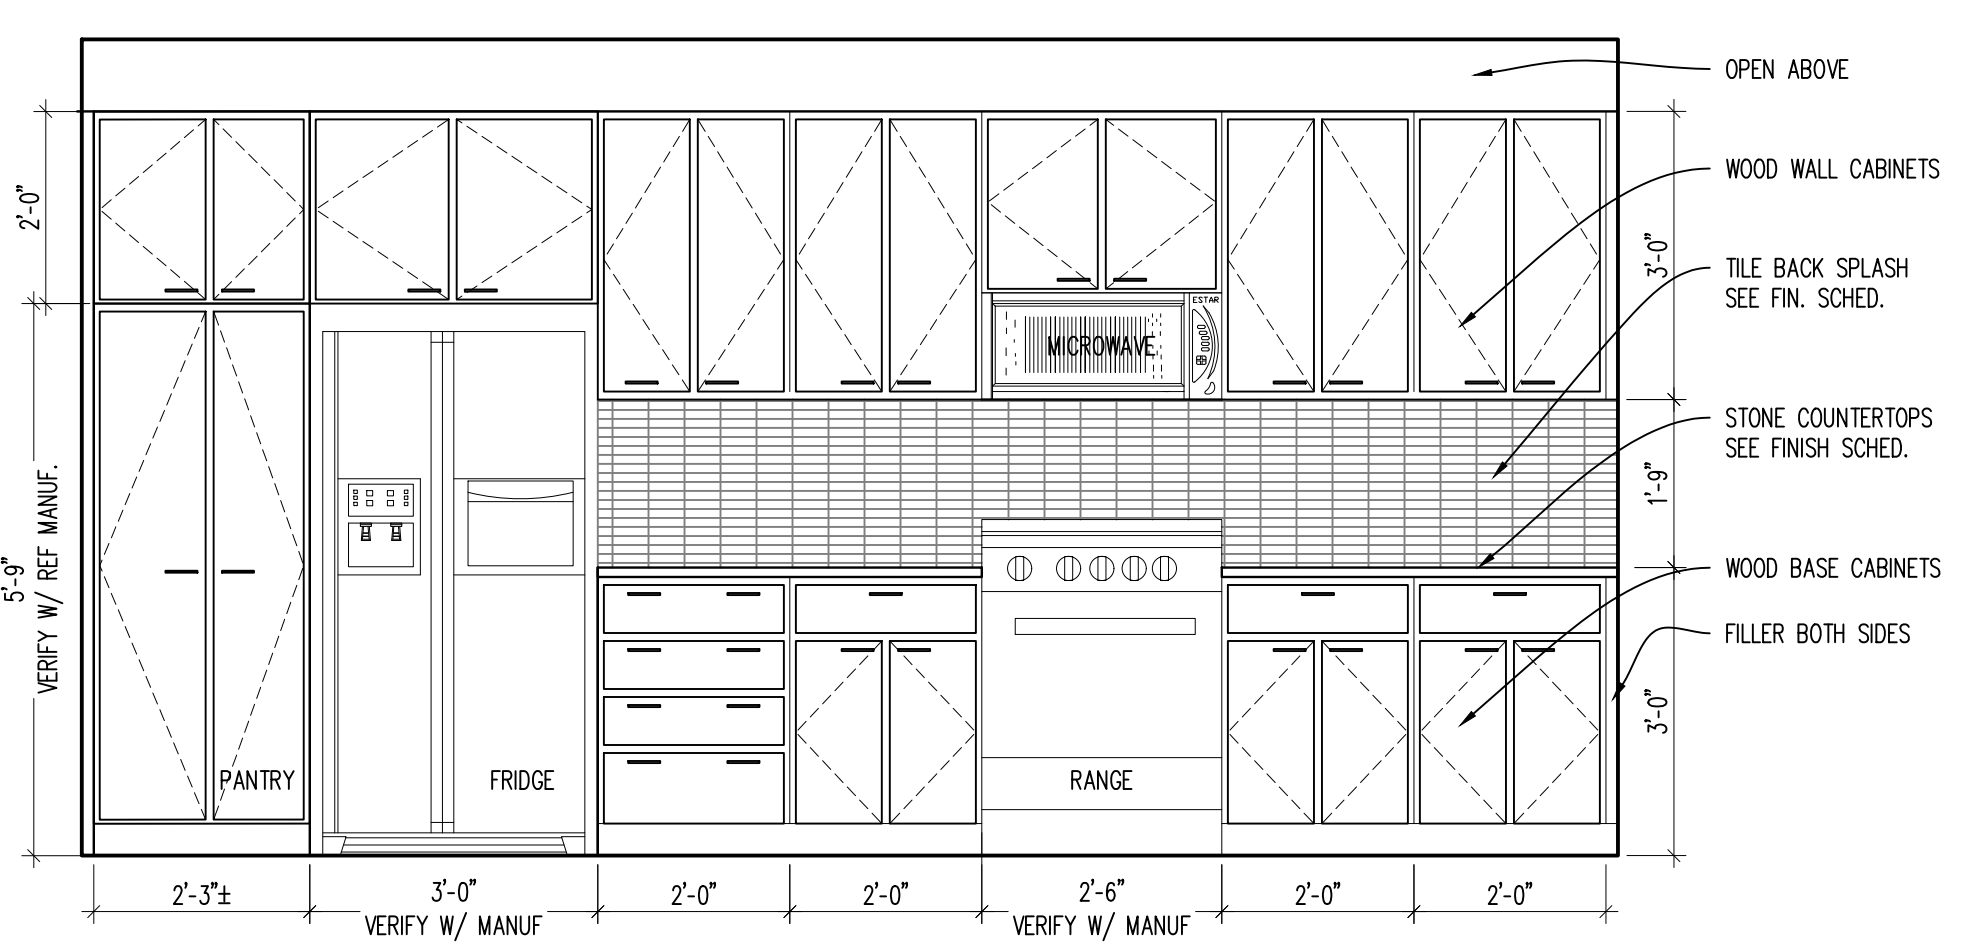 OPEN ABOVE
WOOD WALL CABINETS
2'-0"
3'-0"
TILE BACK SPLASH
SEE FIN. SCHED.
ESTAR
MICROWAVE
STONE COUNTERTOPS
SEE FINISH SCHED.
1'-9"
5'-9"
VERIFY W/ REF MANUF.
WOOD BASE CABINETS
FILLER BOTH SIDES
3'-0"
PANTRY
FRIDGE
RANGE
2'-3"±
3'-0"
VERIFY W/ MANUF
2'-0"
2'-0"
2'-6"
VERIFY W/ MANUF
2'-0"
2'-0"